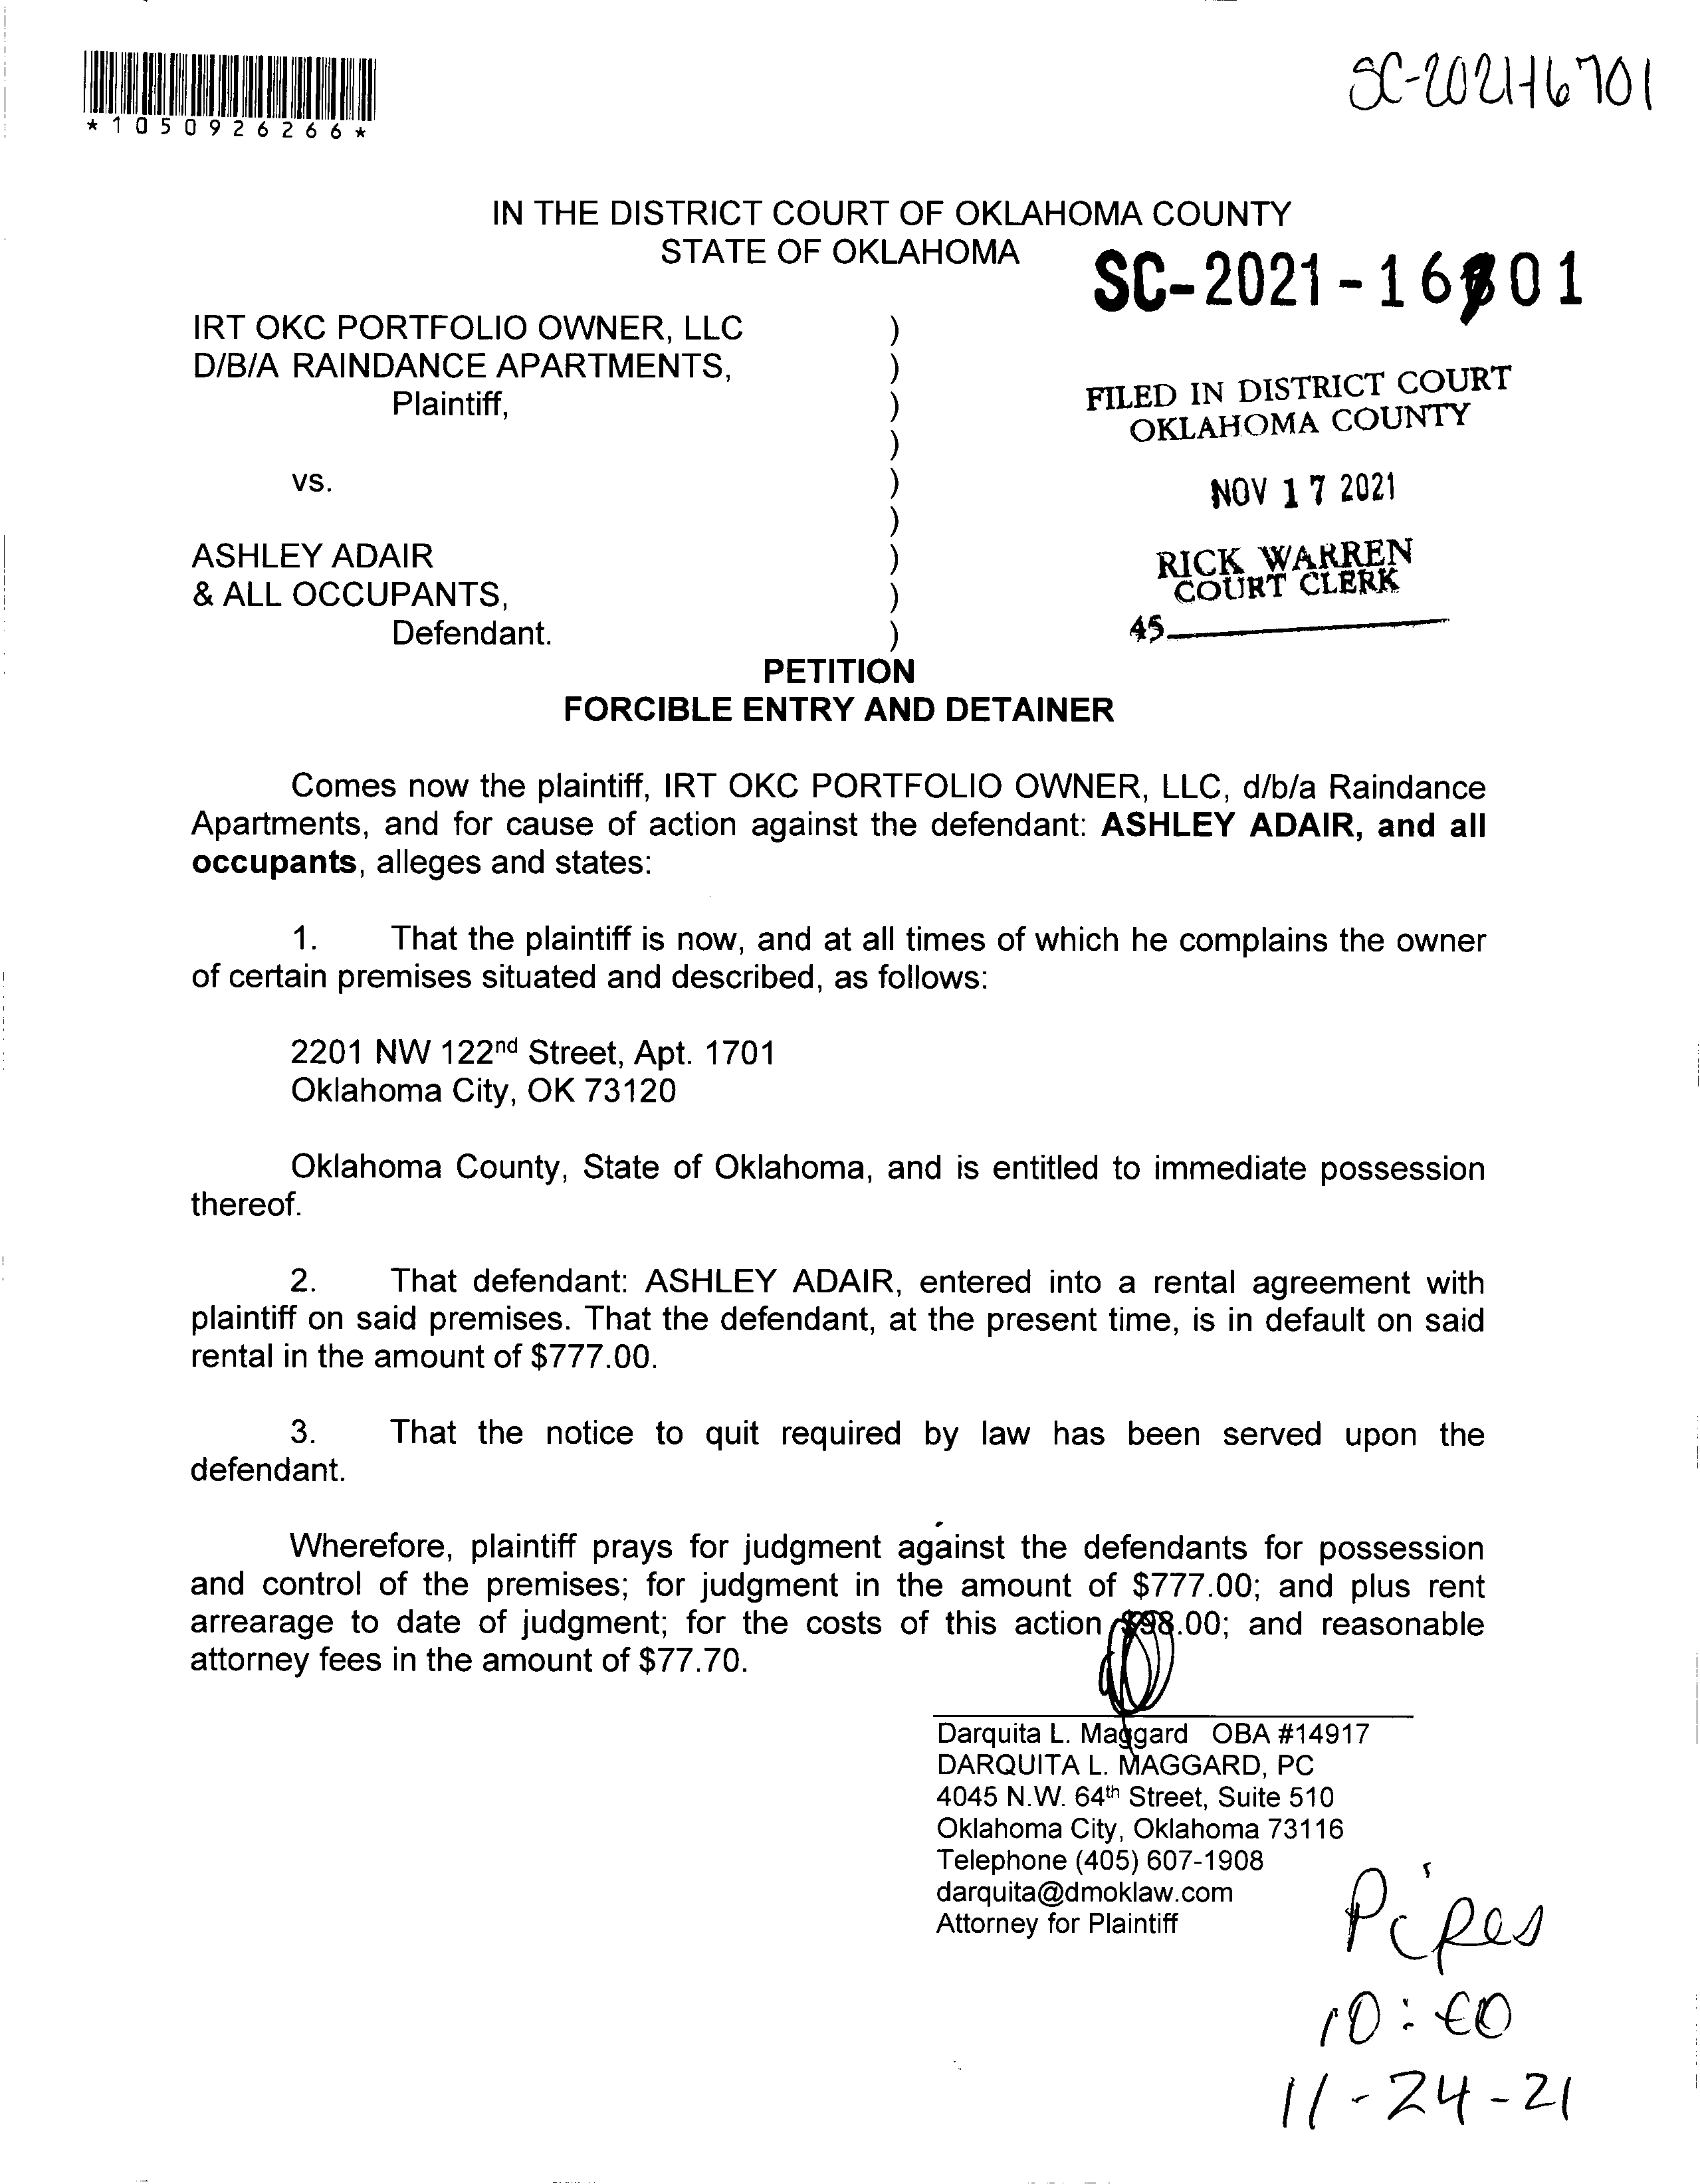 *1050926266*
SC-2021-16701
IN THE DISTRICT COURT OF OKLAHOMA COUNTY
STATE OF OKLAHOMA
SC-2021-16701
IRT OKC PORTFOLIO OWNER, LLC )
D/B/A RAINDANCE APARTMENTS, )
Plaintiff, )
)
vs. )
)
ASHLEY ADAIR )
& ALL OCCUPANTS, )
Defendant. )
FILED IN DISTRICT COURT
OKLAHOMA COUNTY
NOV 17 2021
RICK WARREN
COURT CLERK
45
PETITION
FORCIBLE ENTRY AND DETAINER
Comes now the plaintiff, IRT OKC PORTFOLIO OWNER, LLC, d/b/a Raindance
Apartments, and for cause of action against the defendant: ASHLEY ADAIR, and all
occupants, alleges and states:
1. That the plaintiff is now, and at all times of which he complains the owner
of certain premises situated and described, as follows:
2201 NW 122nd Street, Apt. 1701
Oklahoma City, OK 73120
Oklahoma County, State of Oklahoma, and is entitled to immediate possession
thereof.
2. That defendant: ASHLEY ADAIR, entered into a rental agreement with
plaintiff on said premises. That the defendant, at the present time, is in default on said
rental in the amount of $777.00.
3. That the notice to quit required by law has been served upon the
defendant.
Wherefore, plaintiff prays for judgment against the defendants for possession
and control of the premises; for judgment in the amount of $777.00; and plus rent
arrearage to date of judgment; for the costs of this action $98.00; and reasonable
attorney fees in the amount of $77.70.
Darquita L. Maggard OBA #14917
DARQUITA L. MAGGARD, PC
4045 N.W. 64th Street, Suite 510
Oklahoma City, Oklahoma 73116
Telephone (405) 607-1908
darquita@dmoklaw.com
Attorney for Plaintiff
Pipes
10:00
11-24-21